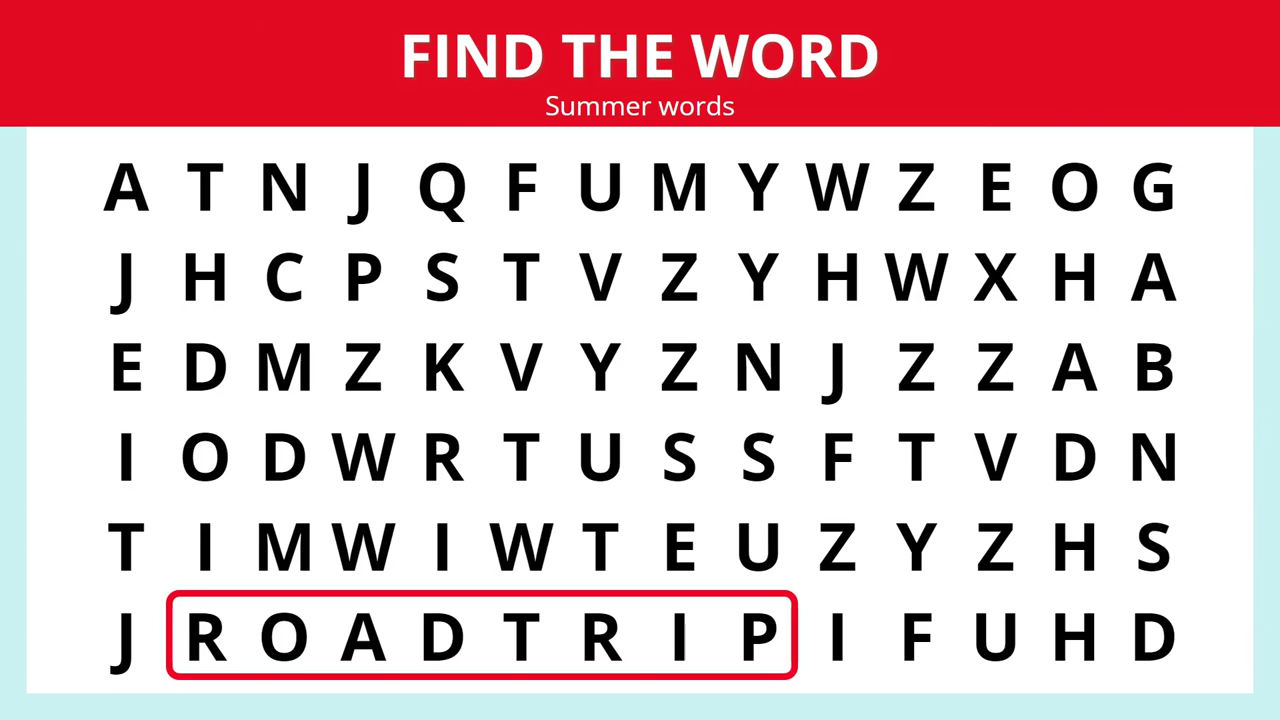 FIND THE WORD
Summer words
A T N J Q F U M Y W Z E O G
J H C P S T V Z Y H W X H A
E D M Z K V Y Z N J Z Z A B
I O D W R T U S S F T V D N
T I M W I W T E U Z Y Z H S
J R O A D T R I P I F U H D